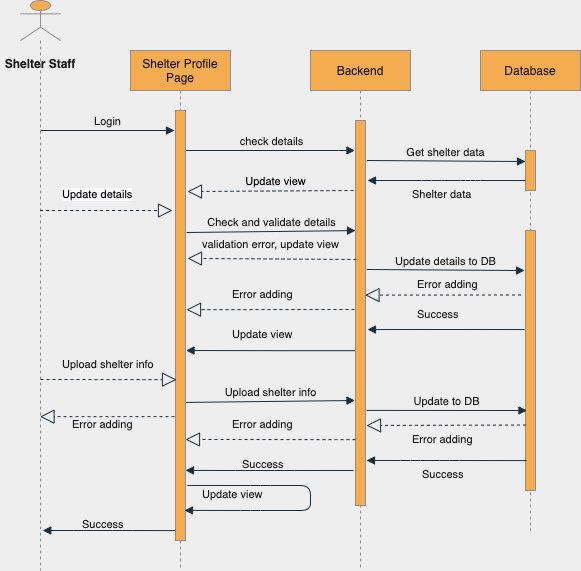 Shelter Staff
Shelter Profile
Page
Backend
Database
Login
check details
Get shelter data
Update view
Shelter data
Update details
Check and validate details
validation error, update view
Update details to DB
Error adding
Error adding
Success
Update view
Upload shelter info
Upload shelter info
Update to DB
Error adding
Error adding
Error adding
Success
Success
Update view
Success